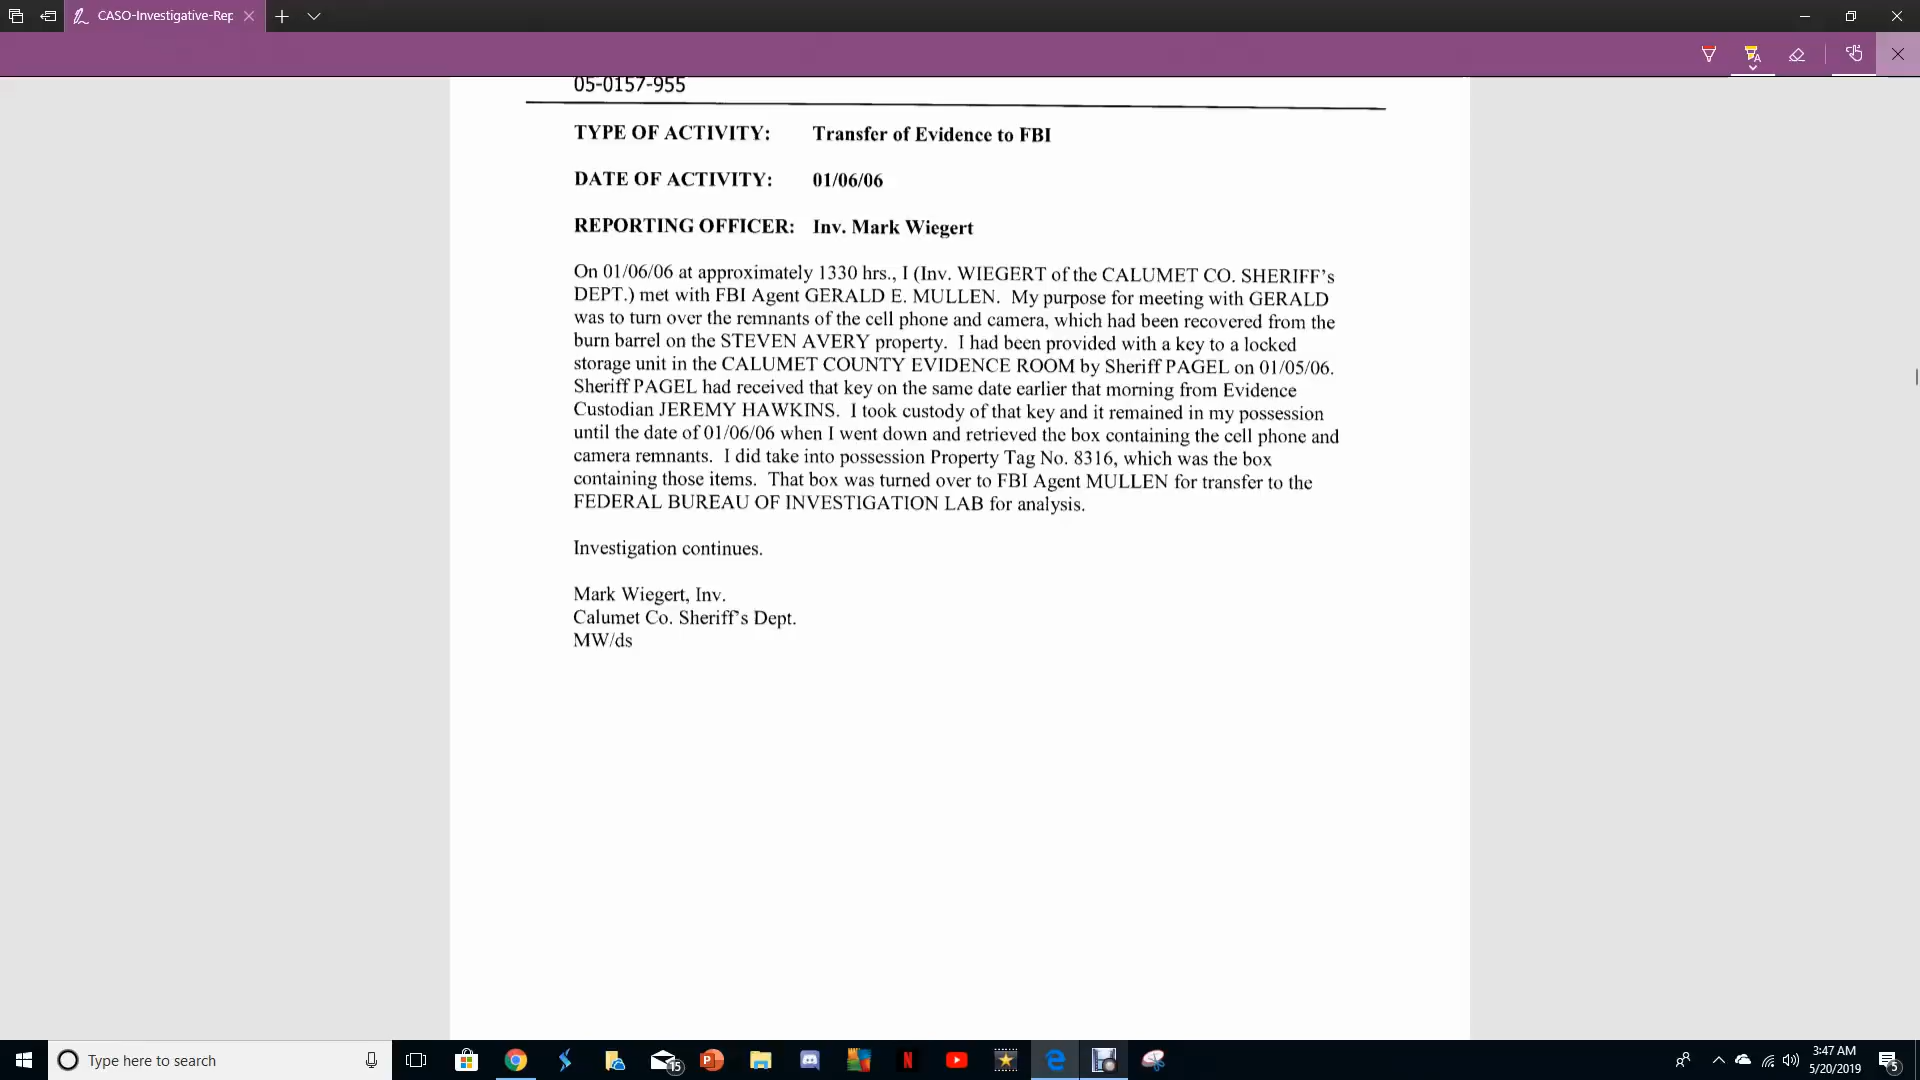 CASO-Investigative-Rep
05-0157-955
TYPE OF ACTIVITY: Transfer of Evidence to FBI
DATE OF ACTIVITY: 01/06/06
REPORTING OFFICER: Inv. Mark Wiegert
On 01/06/06 at approximately 1330 hrs., I (Inv. WIEGERT of the CALUMET CO. SHERIFF's
DEPT.) met with FBI Agent GERALD E. MULLEN. My purpose for meeting with GERALD
was to turn over the remnants of the cell phone and camera, which had been recovered from the
burn barrel on the STEVEN AVERY property. I had been provided with a key to a locked
storage unit in the CALUMET COUNTY EVIDENCE ROOM by Sheriff PAGEL on 01/05/06.
Sheriff PAGEL had received that key on the same date earlier that morning from Evidence
Custodian JEREMY HAWKINS. I took custody of that key and it remained in my possession
until the date of 01/06/06 when I went down and retrieved the box containing the cell phone and
camera remnants. I did take into possession Property Tag No. 8316, which was the box
containing those items. That box was turned over to FBI Agent MULLEN for transfer to the
FEDERAL BUREAU OF INVESTIGATION LAB for analysis.
Investigation continues.
Mark Wiegert, Inv.
Calumet Co. Sheriff's Dept.
MW/ds
Type here to search
15
3:47 AM
5/20/2019
5